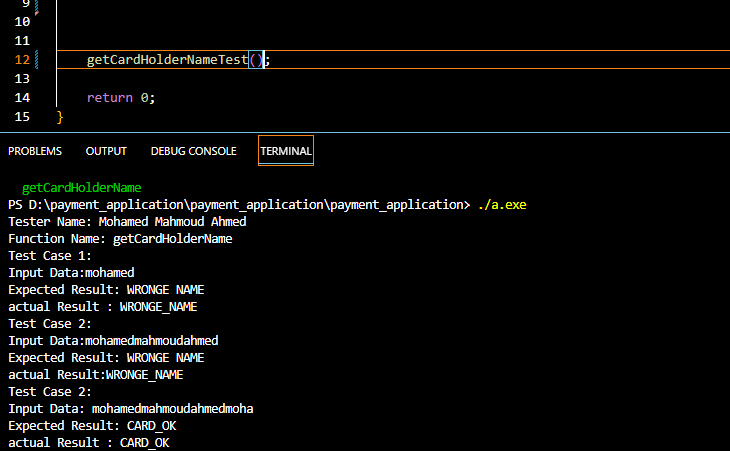 9
10
11
12 getCardHolderNameTest();
13
14 return 0;
15 }
PROBLEMS OUTPUT DEBUG CONSOLE TERMINAL
getCardHolderName
PS D:\payment_application\payment_application\payment_application> ./a.exe
Tester Name: Mohamed Mahmoud Ahmed
Function Name: getCardHolderName
Test Case 1:
Input Data:mohamed
Expected Result: WRONGE NAME
actual Result : WRONGE_NAME
Test Case 2:
Input Data:mohamedmahmoudahmed
Expected Result: WRONGE NAME
actual Result:WRONGE_NAME
Test Case 2:
Input Data: mohamedmahmoudahmedmoha
Expected Result: CARD_OK
actual Result : CARD_OK